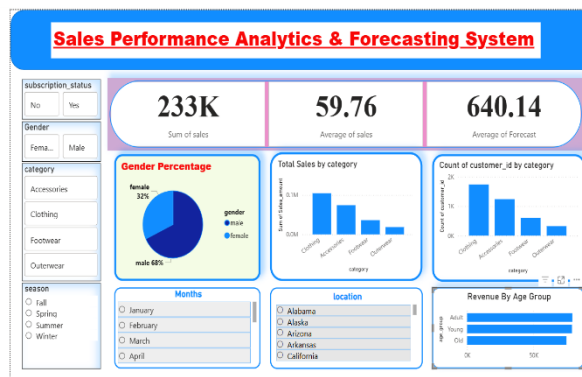 Sales Performance Analytics & Forecasting System
subscription_status
No Yes
Gender
Fema... Male
category
Accessories
Clothing
Footwear
Outerwear
season
Fall
Spring
Summer
Winter
233K
Sum of sales
59.76
Average of sales
640.14
Average of Forecast
Gender Percentage
female
32%
male 68%
gender
male
female
Total Sales by category
Sum of Sales_amount
0.1M
0.0M
Clothing
Accessories
Footwear
Outerwear
category
Count of customer_id by category
Count of customer_id
2K
1K
0K
Clothing
Accessories
Footwear
Outerwear
category
Months
January
February
March
April
location
Alabama
Alaska
Arizona
Arkansas
California
Revenue By Age Group
age_group
Adult
Young
Old
0K 50K